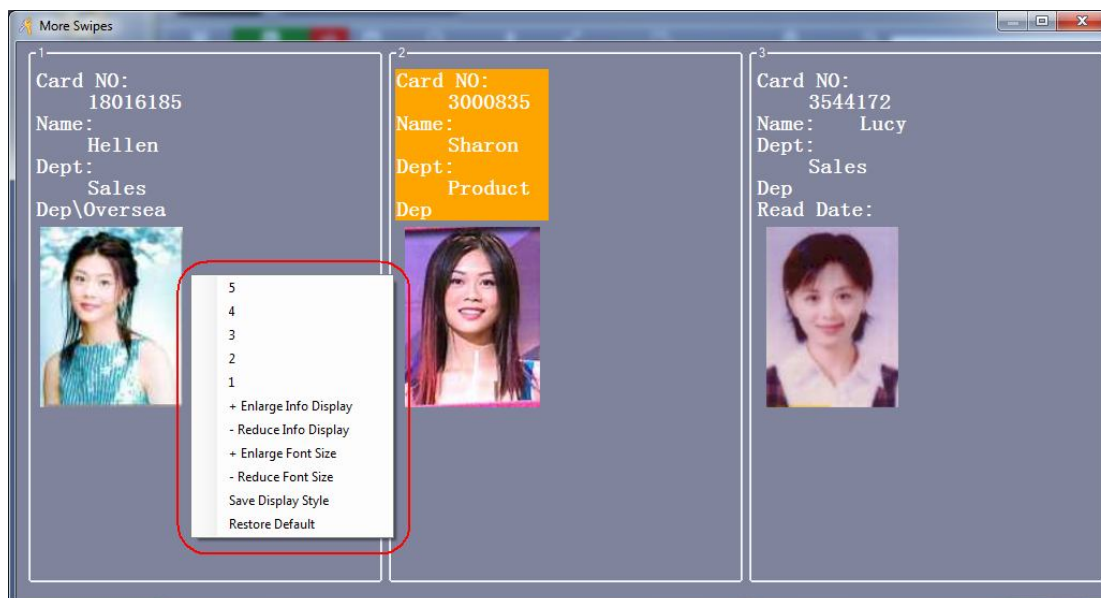 More Swipes
1
Card NO:
18016185
Name:
Hellen
Dept:
Sales
Dep\Oversea
2
Card NO:
3000835
Name:
Sharon
Dept:
Product
Dep
3
Card NO:
3544172
Name: Lucy
Dept:
Sales
Dep
Read Date:
5
4
3
2
1
+ Enlarge Info Display
- Reduce Info Display
+ Enlarge Font Size
- Reduce Font Size
Save Display Style
Restore Default